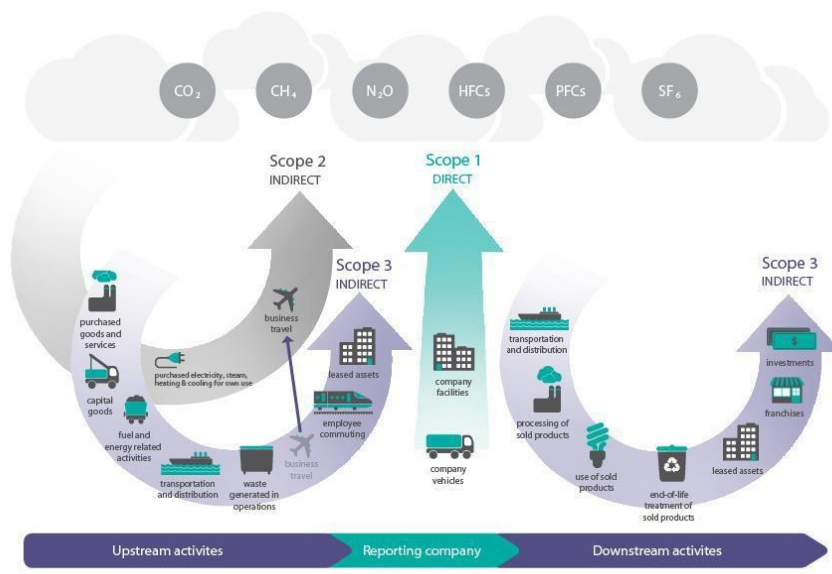 CO₂
CH₄
N₂O
HFCs
PFCs
SF₆
Scope 2
INDIRECT
Scope 1
DIRECT
Scope 3
INDIRECT
Scope 3
INDIRECT
purchased
goods and
services
capital
goods
fuel and
energy related
activities
purchased electricity, steam,
heating & cooling for own use
business
travel
transportation
and distribution
waste
generated in
operations
business
travel
employee
commuting
leased assets
company
facilities
company
vehicles
transportation
and distribution
processing of
sold products
use of sold
products
end-of-life
treatment of
sold products
leased assets
franchises
investments
Upstream activites
Reporting company
Downstream activites